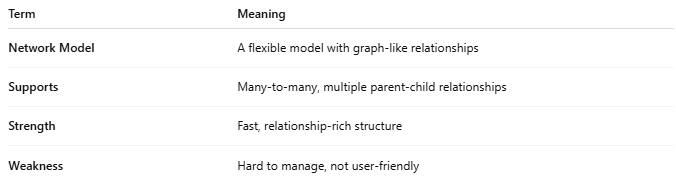 Term Meaning
Network Model A flexible model with graph-like relationships
Supports Many-to-many, multiple parent-child relationships
Strength Fast, relationship-rich structure
Weakness Hard to manage, not user-friendly